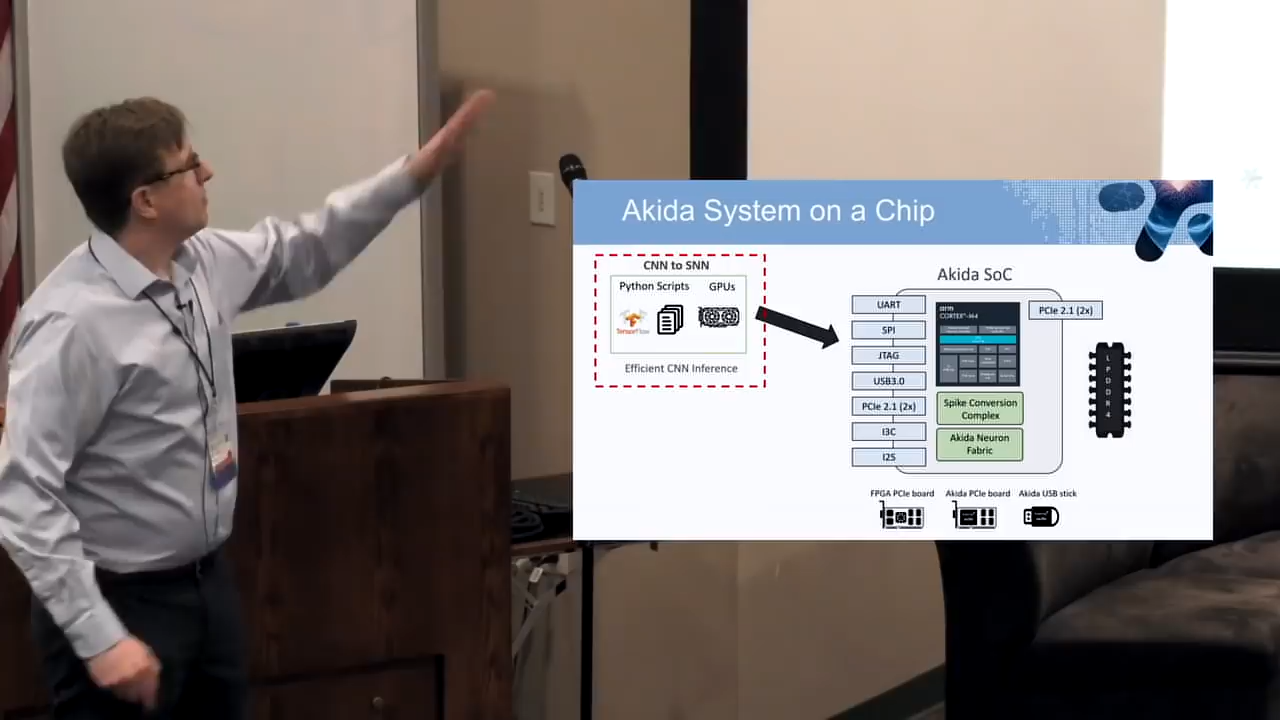 Akida System on a Chip
CNN to SNN
Python Scripts
GPUs
TensorFlow
Efficient CNN Inference
Akida SoC
UART
SPI
JTAG
USB3.0
PCIe 2.1 (2x)
I3C
I2S
arm
CORTEX®-M4
Spike Conversion
Complex
Akida Neuron
Fabric
PCIe 2.1 (2x)
LPDDR4
FPGA PCIe board
Akida PCIe board
Akida USB stick